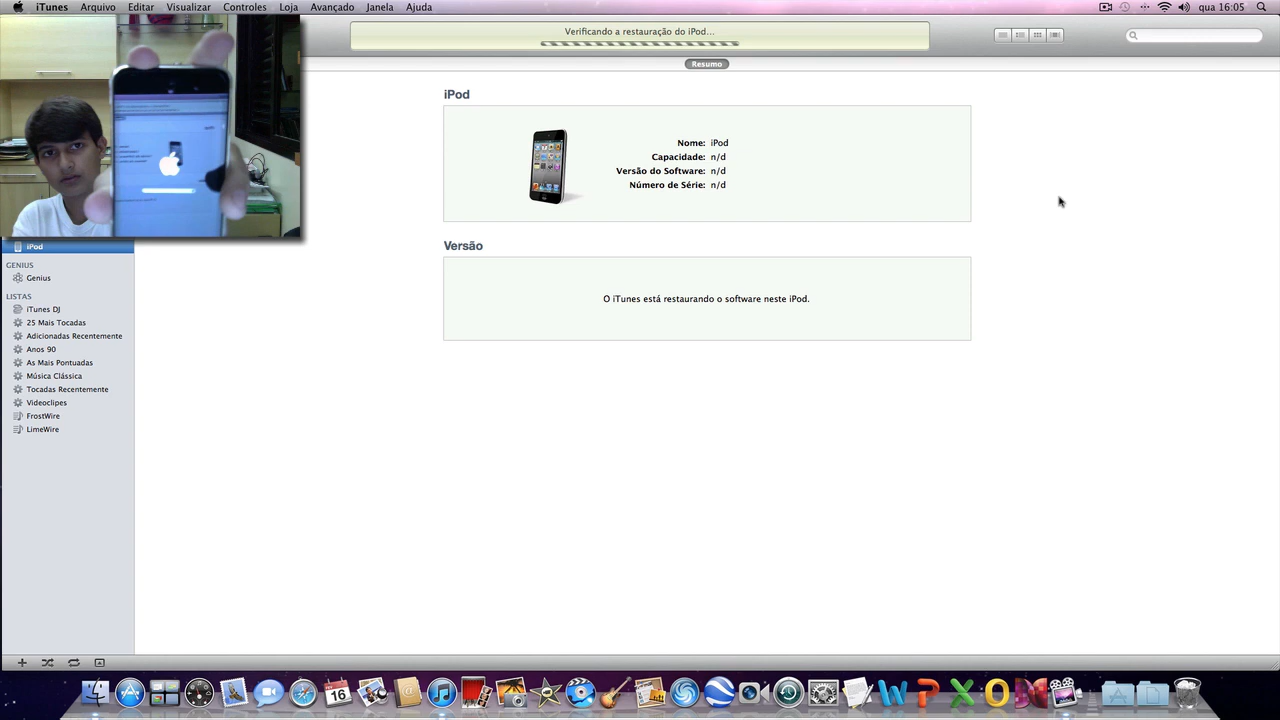 iTunes Arquivo Editar Visualizar Controles Loja Avançado Janela Ajuda qua 16:05
Verificando a restauração do iPod...
Resumo
iPod
Nome: iPod
Capacidade: n/d
Versão do Software: n/d
Número de Série: n/d
Versão
O iTunes está restaurando o software neste iPod.
iPod
GENIUS
Genius
LISTAS
iTunes DJ
25 Mais Tocadas
Adicionadas Recentemente
Anos 90
As Mais Pontuadas
Música Clássica
Tocadas Recentemente
Videoclipes
FrostWire
LimeWire
16
W P X O N